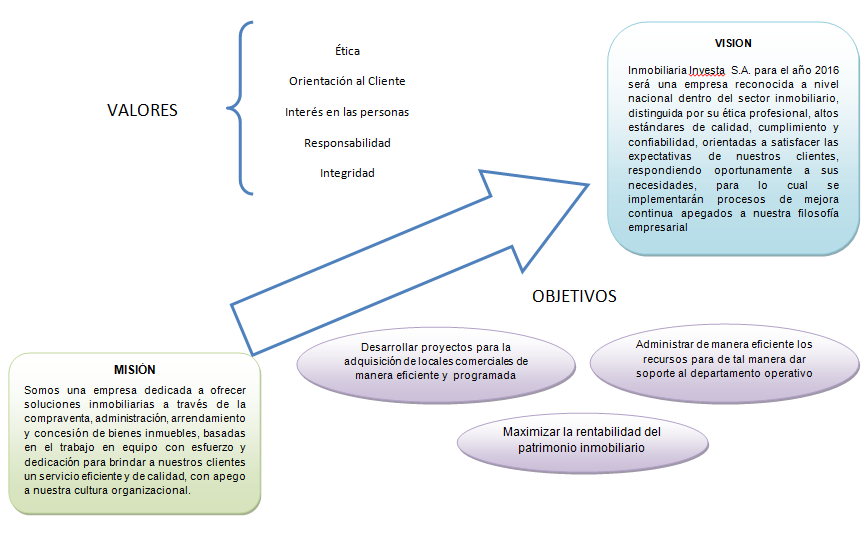 VALORES
Ética
Orientación al Cliente
Interés en las personas
Responsabilidad
Integridad
VISION
Inmobiliaria Investa S.A. para el año 2016
será una empresa reconocida a nivel
nacional dentro del sector inmobiliario,
distinguida por su ética profesional, altos
estándares de calidad, cumplimiento y
confiabilidad, orientadas a satisfacer las
expectativas de nuestros clientes,
respondiendo oportunamente a sus
necesidades, para lo cual se
implementarán procesos de mejora
continua apegados a nuestra filosofía
empresarial
OBJETIVOS
Desarrollar proyectos para la
adquisición de locales comerciales de
manera eficiente y programada
Administrar de manera eficiente los
recursos para de tal manera dar
soporte al departamento operativo
Maximizar la rentabilidad del
patrimonio inmobiliario
MISIÓN
Somos una empresa dedicada a ofrecer
soluciones inmobiliarias a través de la
compraventa, administración, arrendamiento
y concesión de bienes inmuebles, basadas
en el trabajo en equipo con esfuerzo y
dedicación para brindar a nuestros clientes
un servicio eficiente y de calidad, con apego
a nuestra cultura organizacional.